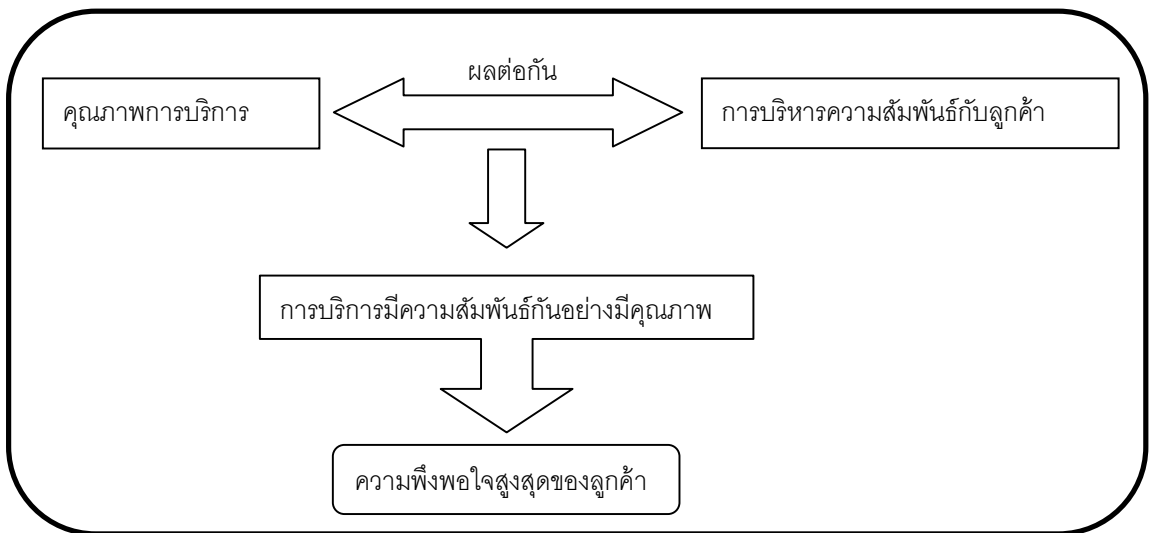 ผลต่อกัน
คุณภาพการบริการ
การบริหารความสัมพันธ์กับลูกค้า
การบริการมีความสัมพันธ์กันอย่างมีคุณภาพ
ความพึงพอใจสูงสุดของลูกค้า